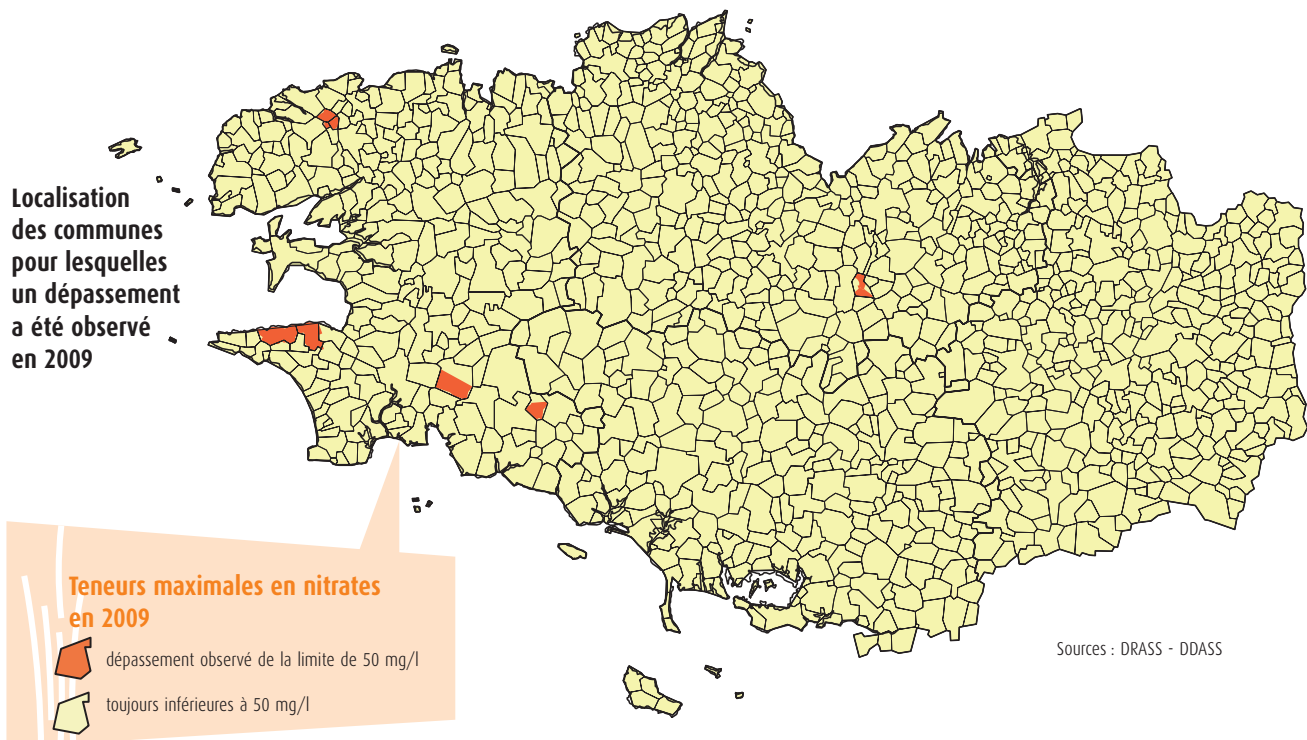 Localisation
des communes
pour lesquelles
un dépassement
a été observé
en 2009
Teneurs maximales en nitrates
en 2009
dépassement observé de la limite de 50 mg/l
toujours inférieures à 50 mg/l
Sources : DRASS - DDASS